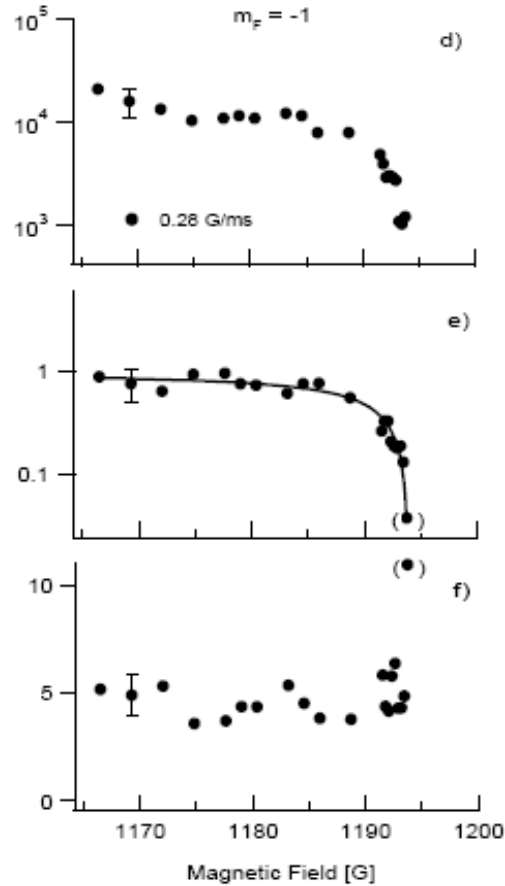 m_F = -1
10^5
d)
10^4
0.28 G/ms
10^3
e)
1
0.1
( )
( )
f)
10
5
0
1170 1180 1190 1200
Magnetic Field [G]